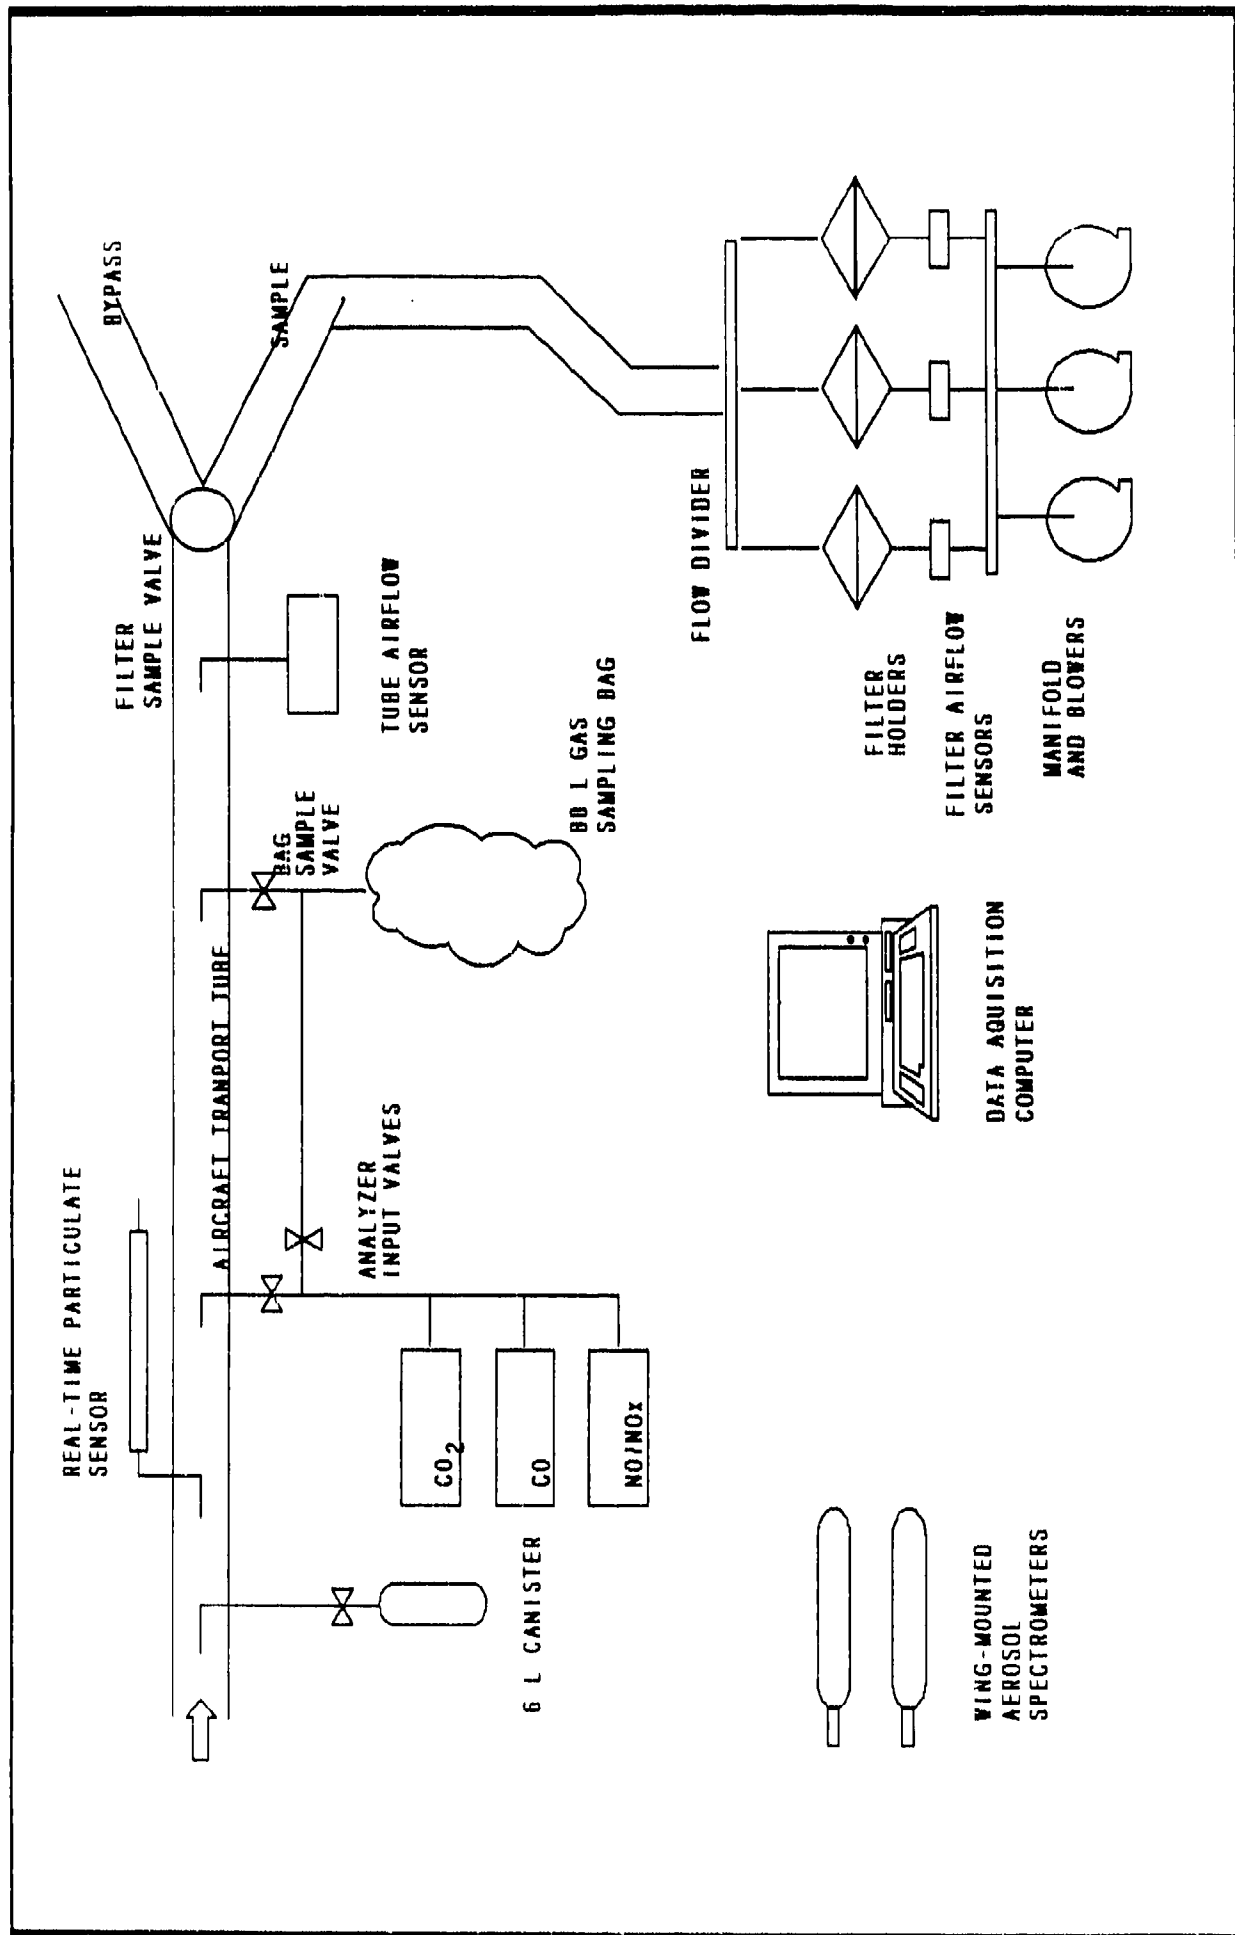 REAL-TIME PARTICULATE
SENSOR
FILTER
SAMPLE VALVE
BYPASS
SAMPLE
AIRCRAFT TRANPORT TUBE
BAG
SAMPLE
VALVE
TUBE AIRFLOW
SENSOR
ANALYZER
INPUT VALVES
CO2
CO
NO/NOx
6 L CANISTER
80 L GAS
SAMPLING BAG
FLOW DIVIDER
FILTER
HOLDERS
FILTER AIRFLOW
SENSORS
MANIFOLD
AND BLOWERS
DATA AQUISITION
COMPUTER
WING-MOUNTED
AEROSOL
SPECTROMETERS